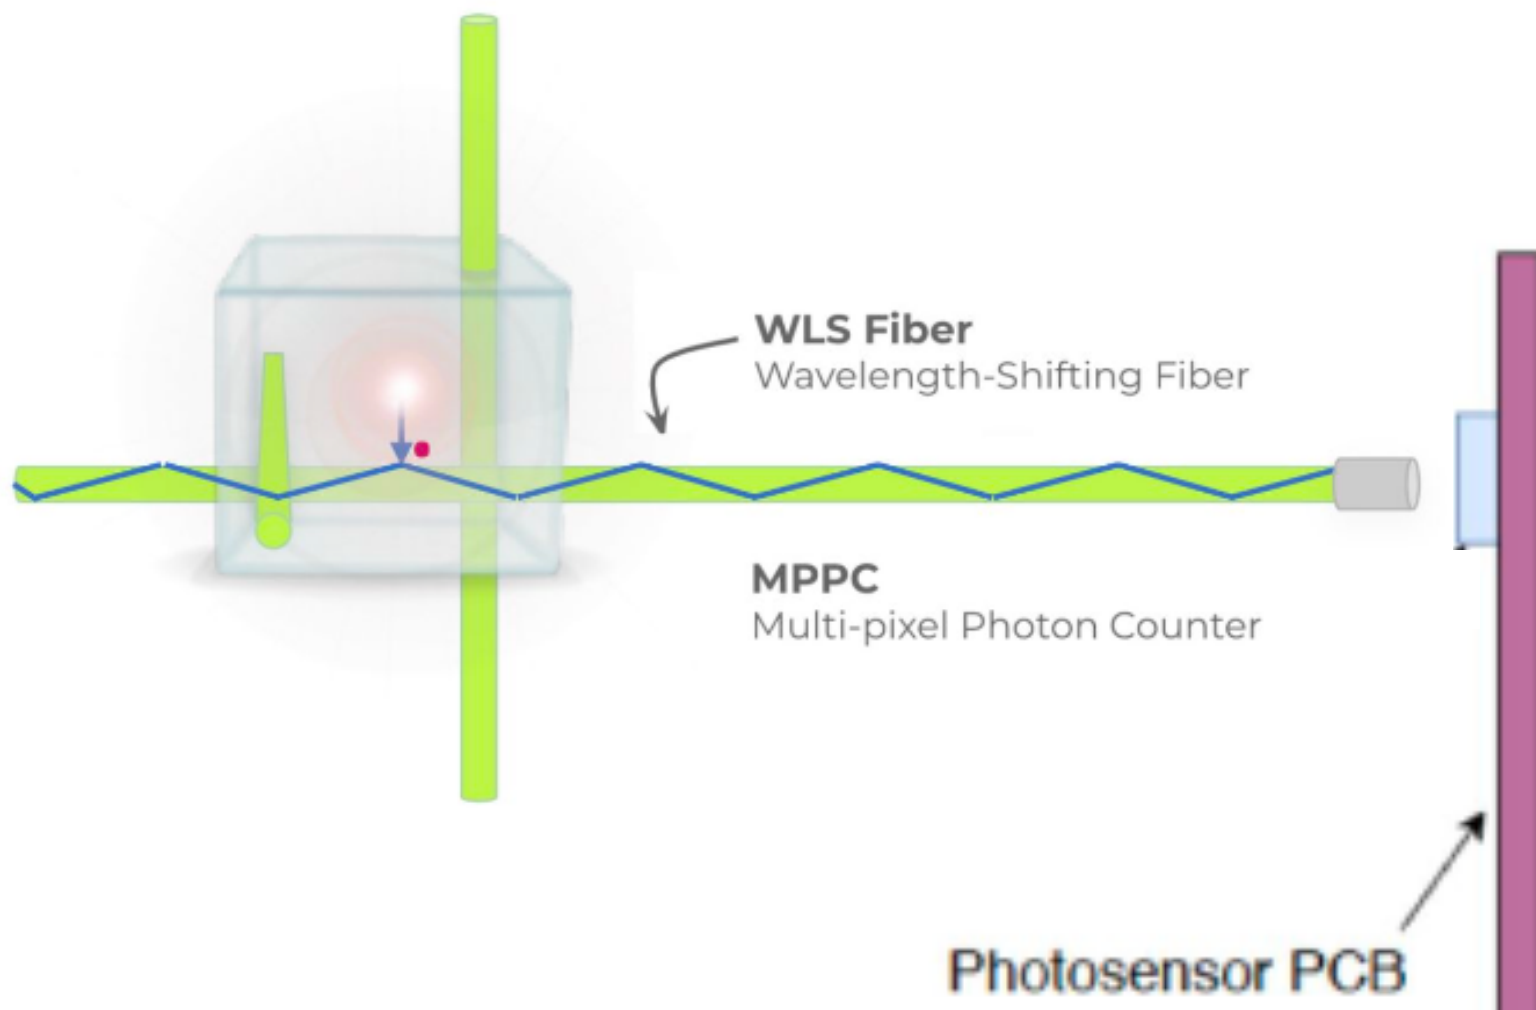 WLS Fiber
Wavelength-Shifting Fiber
MPPC
Multi-pixel Photon Counter
Photosensor PCB